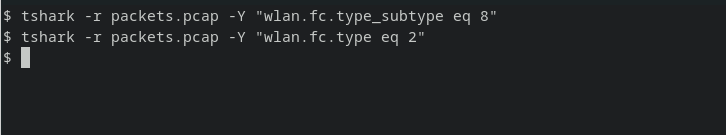 $ tshark -r packets.pcap -Y "wlan.fc.type_subtype eq 8"
$ tshark -r packets.pcap -Y "wlan.fc.type eq 2"
$